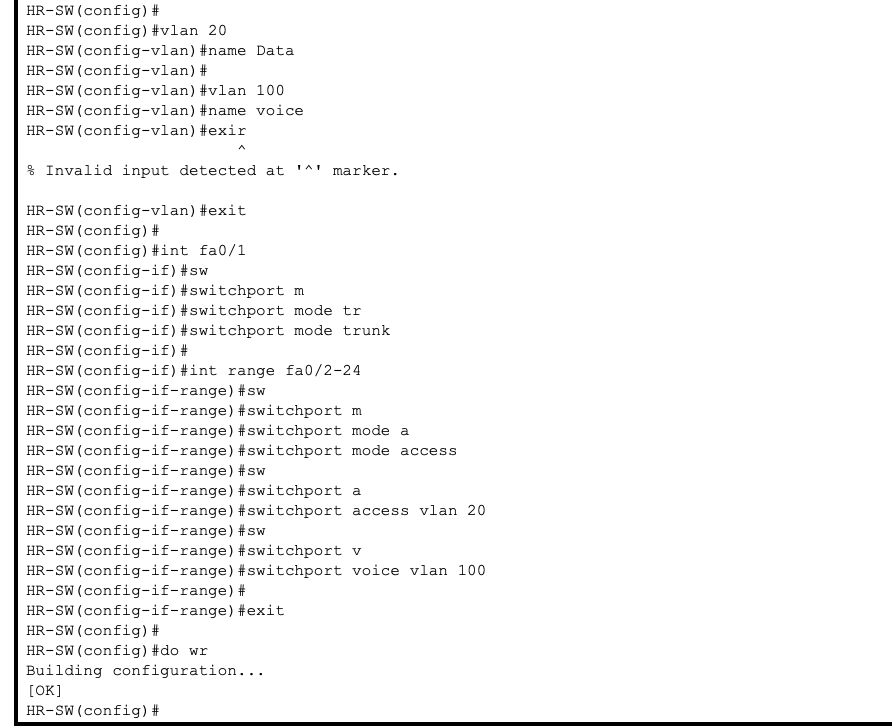 HR-SW(config)#
HR-SW(config)#vlan 20
HR-SW(config-vlan)#name Data
HR-SW(config-vlan)#
HR-SW(config-vlan)#vlan 100
HR-SW(config-vlan)#name voice
HR-SW(config-vlan)#exir
^
% Invalid input detected at '^' marker.
HR-SW(config-vlan)#exit
HR-SW(config)#
HR-SW(config)#int fa0/1
HR-SW(config-if)#sw
HR-SW(config-if)#switchport m
HR-SW(config-if)#switchport mode tr
HR-SW(config-if)#switchport mode trunk
HR-SW(config-if)#
HR-SW(config-if)#int range fa0/2-24
HR-SW(config-if-range)#sw
HR-SW(config-if-range)#switchport m
HR-SW(config-if-range)#switchport mode a
HR-SW(config-if-range)#switchport mode access
HR-SW(config-if-range)#sw
HR-SW(config-if-range)#switchport a
HR-SW(config-if-range)#switchport access vlan 20
HR-SW(config-if-range)#sw
HR-SW(config-if-range)#switchport v
HR-SW(config-if-range)#switchport voice vlan 100
HR-SW(config-if-range)#
HR-SW(config-if-range)#exit
HR-SW(config)#
HR-SW(config)#do wr
Building configuration...
[OK]
HR-SW(config)#